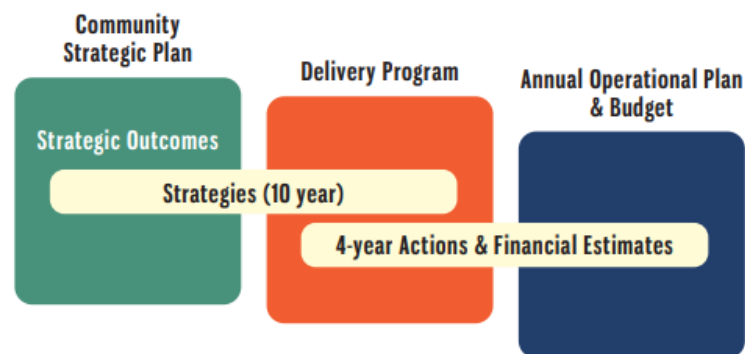 Community
Strategic Plan
Delivery Program
Annual Operational Plan
& Budget
Strategic Outcomes
Strategies (10 year)
4-year Actions & Financial Estimates